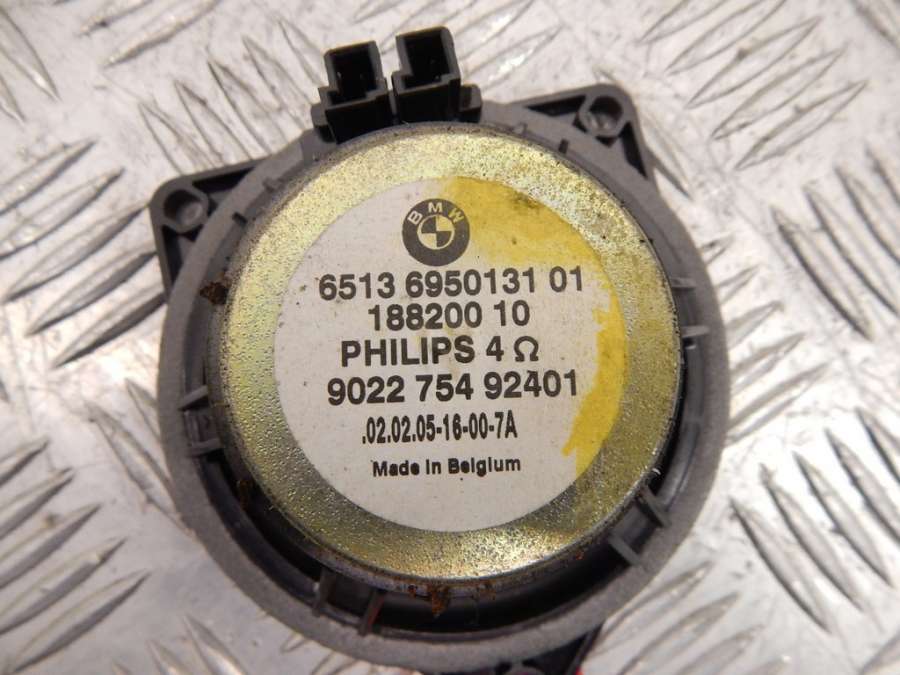 BMW
6513 6950131 01
188200 10
PHILIPS 4 Ω
9022 754 92401
.02.02.05-16-00-7A
Made in Belgium